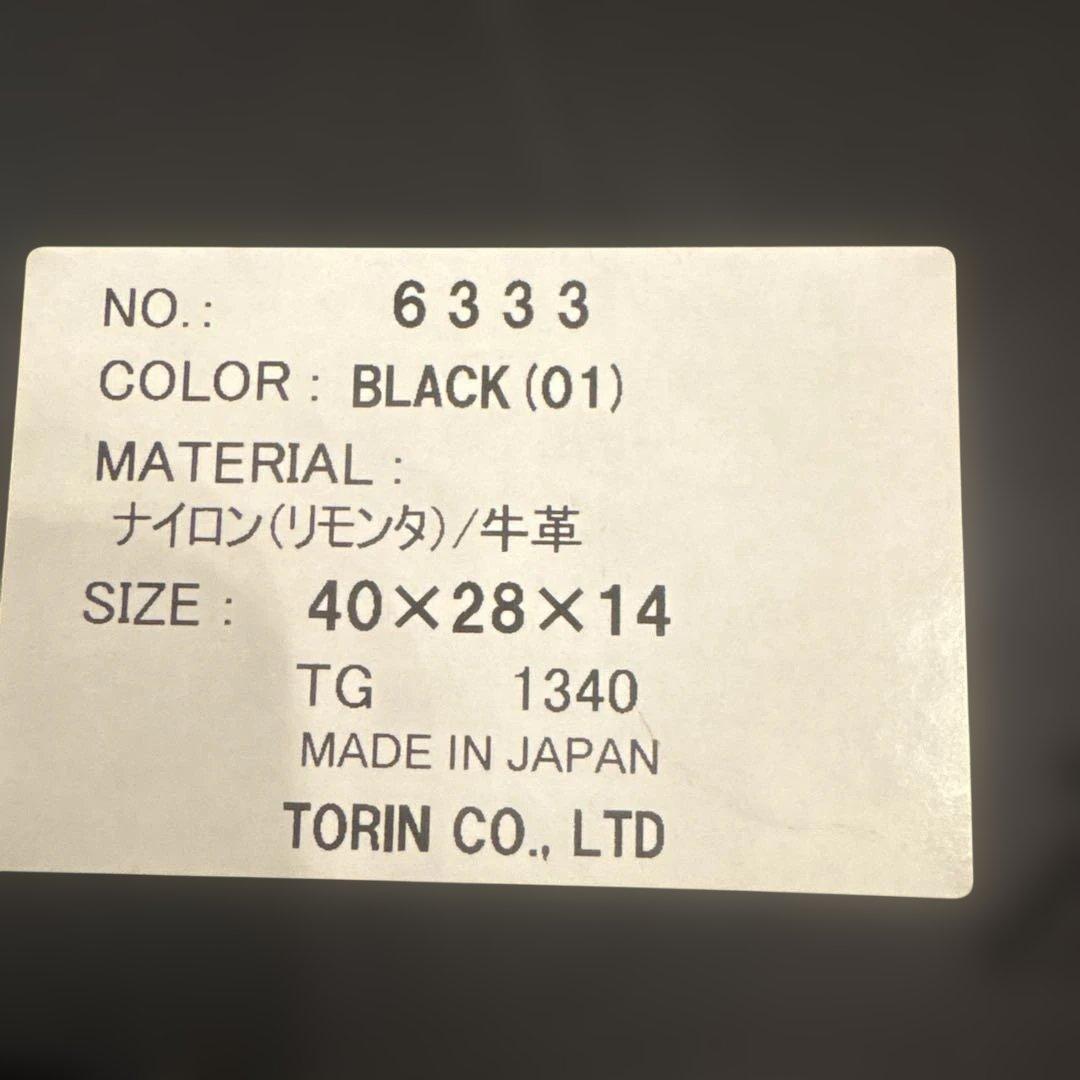 NO.: 6333
COLOR: BLACK(01)
MATERIAL:
ナイロン(リモンタ)/牛革
SIZE: 40×28×14
TG 1340
MADE IN JAPAN
TORIN CO., LTD